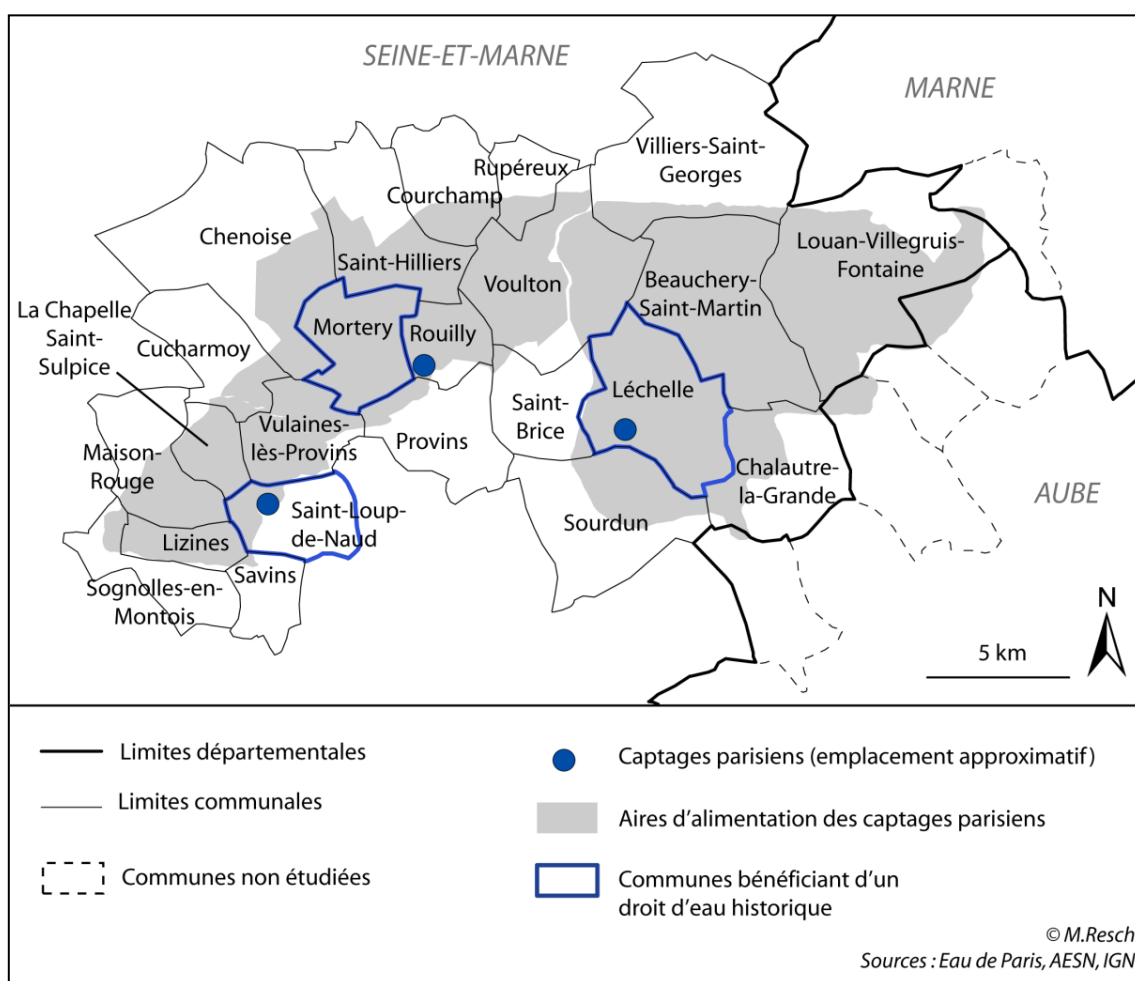 SEINE-ET-MARNE
MARNE
Villiers-Saint-
Georges
Rupéreux
Courchamp
Chenoise
Louan-Villegruis-
Fontaine
Saint-Hilliers
Voulton
Beauchery-
Saint-Martin
La Chapelle
Saint-
Sulpice
Mortery
Rouilly
Cucharmoy
Léchelle
Saint-
Brice
Vulaines-
lès-Provins
Provins
Maison-
Rouge
Chalautre-
la-Grande
AUBE
Saint-Loup-
de-Naud
Sourdun
Lizines
Savins
Sognolles-en-
Montois
N
5 km
Limites départementales
Limites communales
Communes non étudiées
Captages parisiens (emplacement approximatif)
Aires d'alimentation des captages parisiens
Communes bénéficiant d'un
droit d'eau historique
© M.Resch
Sources : Eau de Paris, AESN, IGN